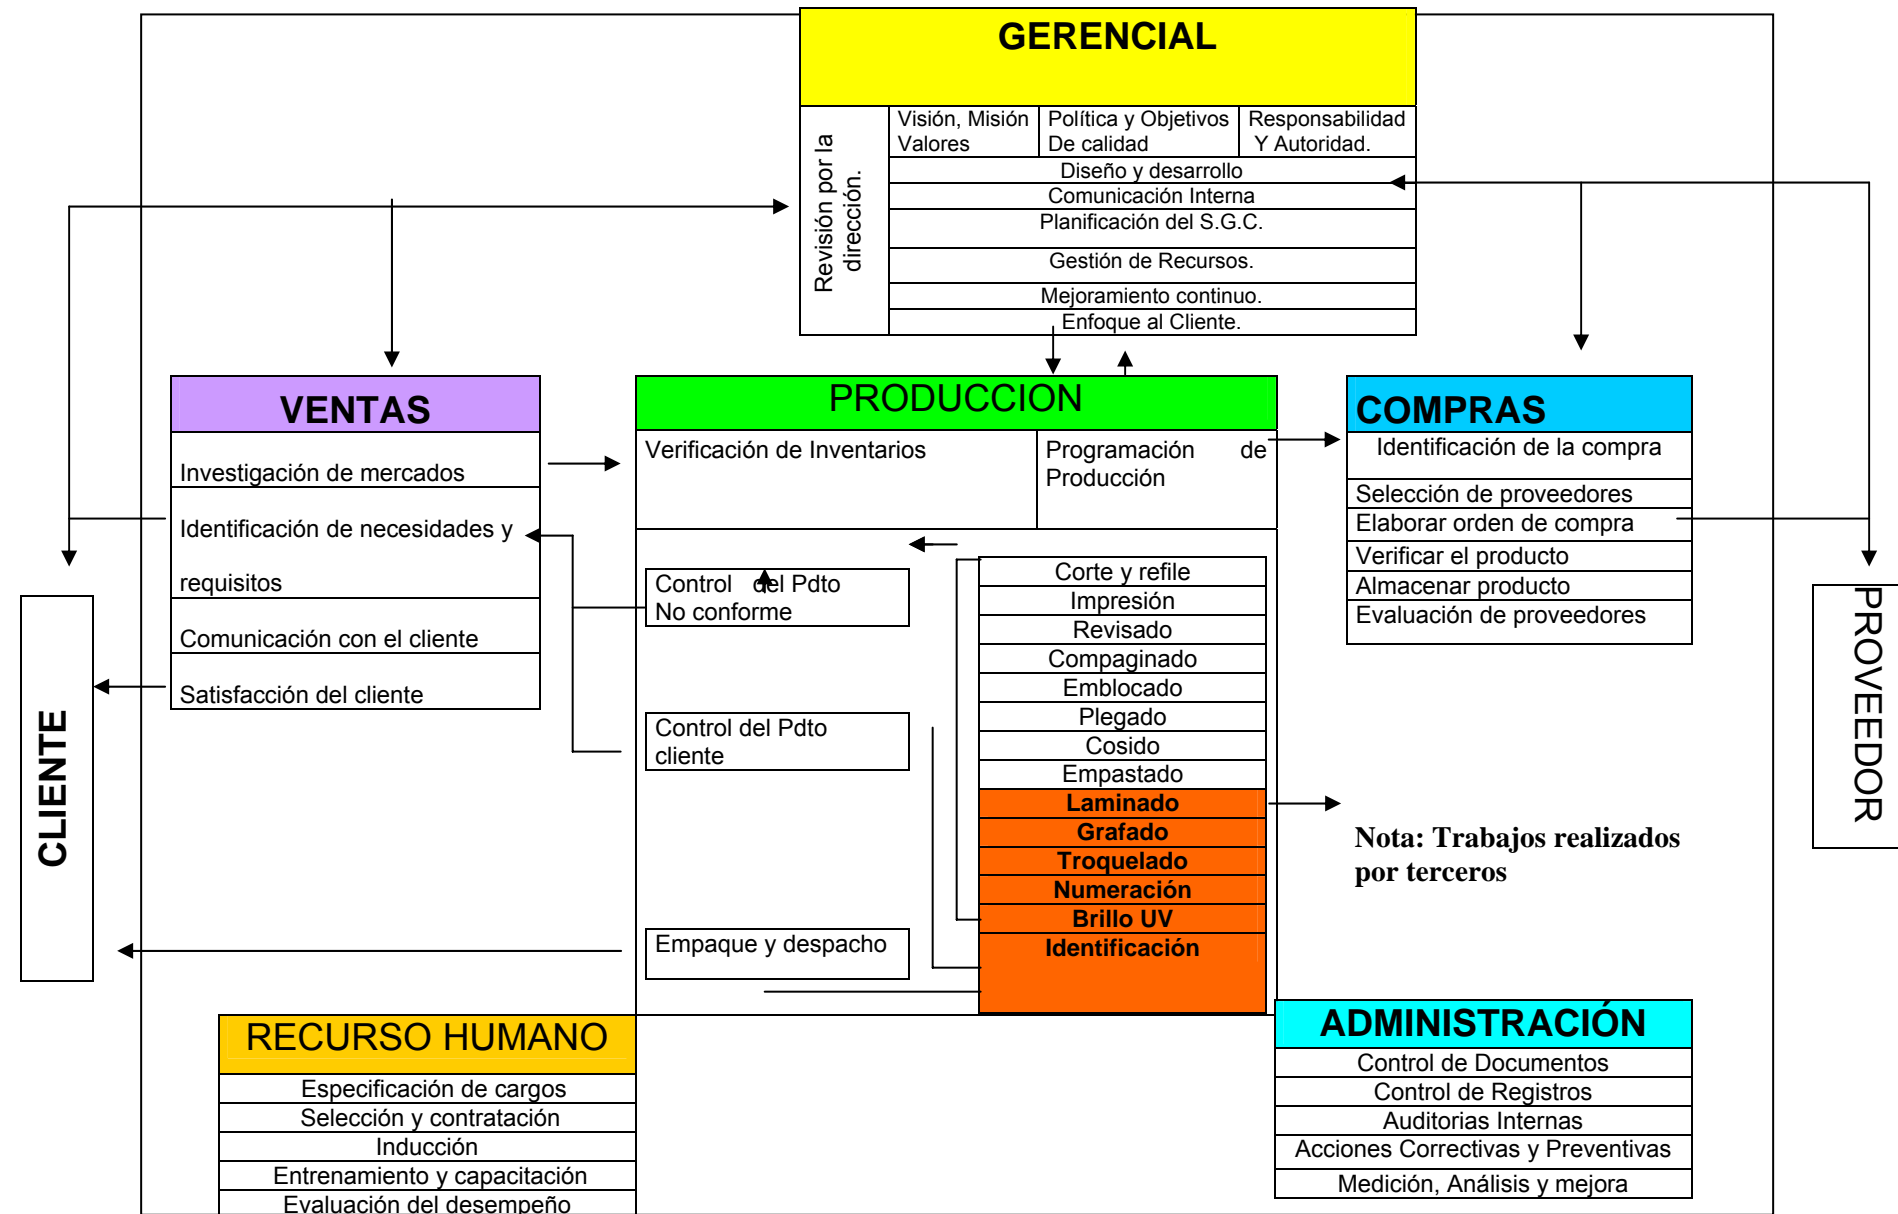 GERENCIAL
Revisión por la
dirección.
Visión, Misión
Valores
Política y Objetivos
De calidad
Responsabilidad
Y Autoridad.
Diseño y desarrollo
Comunicación Interna
Planificación del S.G.C.
Gestión de Recursos.
Mejoramiento continuo.
Enfoque al Cliente.
VENTAS
Investigación de mercados
Identificación de necesidades y
requisitos
Comunicación con el cliente
Satisfacción del cliente
PRODUCCION
Verificación de Inventarios
Programación de
Producción
Control del Pdto
No conforme
Control del Pdto
cliente
Empaque y despacho
Corte y refile
Impresión
Revisado
Compaginado
Emblocado
Plegado
Cosido
Empastado
Laminado
Grafado
Troquelado
Numeración
Brillo UV
Identificación
COMPRAS
Identificación de la compra
Selección de proveedores
Elaborar orden de compra
Verificar el producto
Almacenar producto
Evaluación de proveedores
Nota: Trabajos realizados
por terceros
CLIENTE
PROVEEDOR
RECURSO HUMANO
Especificación de cargos
Selección y contratación
Inducción
Entrenamiento y capacitación
Evaluación del desempeño
ADMINISTRACIÓN
Control de Documentos
Control de Registros
Auditorias Internas
Acciones Correctivas y Preventivas
Medición, Análisis y mejora